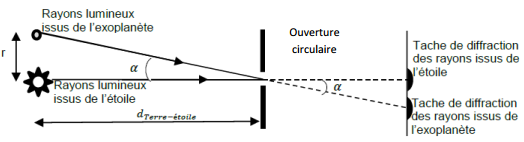 Rayons lumineux
issus de l'exoplanète
r
α
Rayons lumineux
issus de l'étoile
d Terre−étoile
Ouverture
circulaire
α
Tache de diffraction
des rayons issus de
l'étoile
Tache de diffraction
des rayons issus de
l'exoplanète